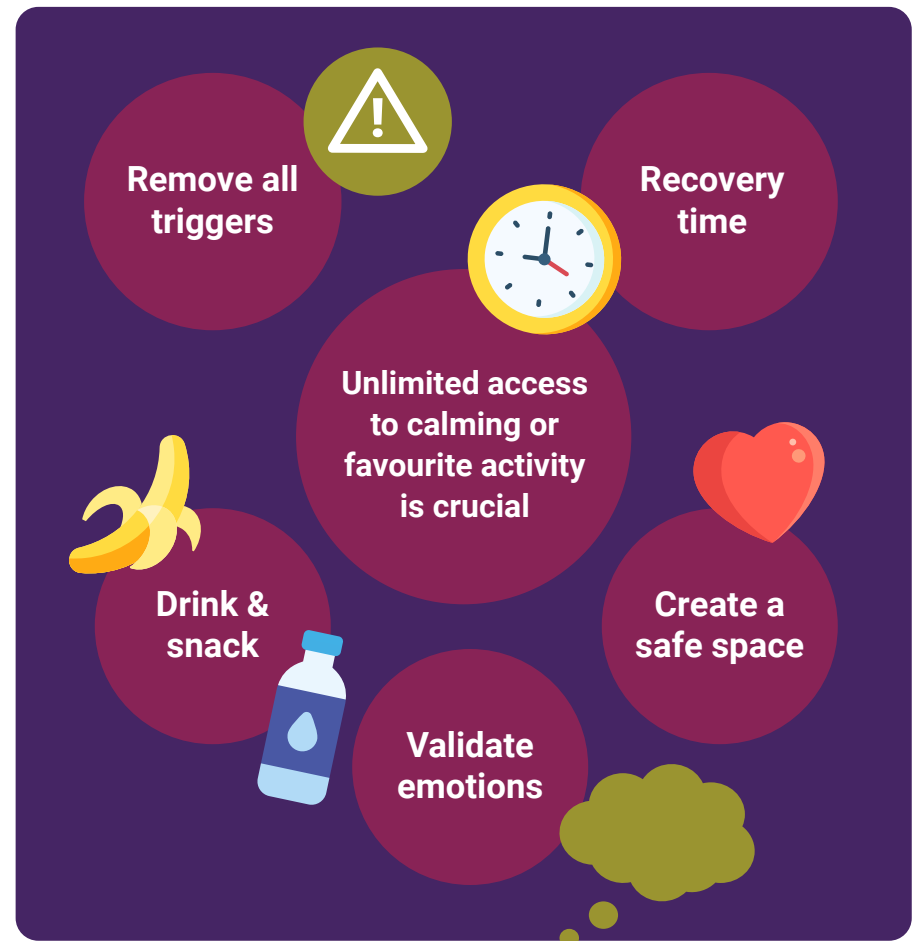 Remove all
triggers
Recovery
time
Unlimited access
to calming or
favourite activity
is crucial
Drink &
snack
Create a
safe space
Validate
emotions